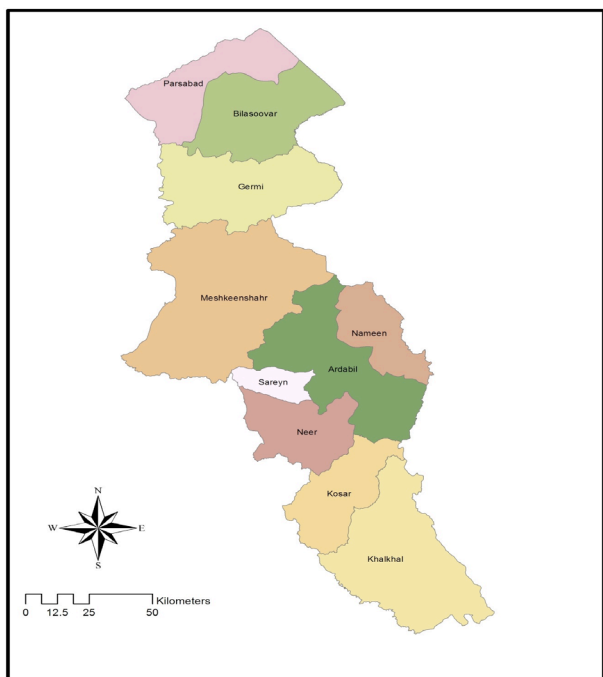 Parsabad
Bilasoovar
Germi
Meshkeenshahr
Nameen
Ardabil
Sareyn
Neer
Kosar
Khalkhal
N
W E
S
Kilometers
0 12.5 25 50